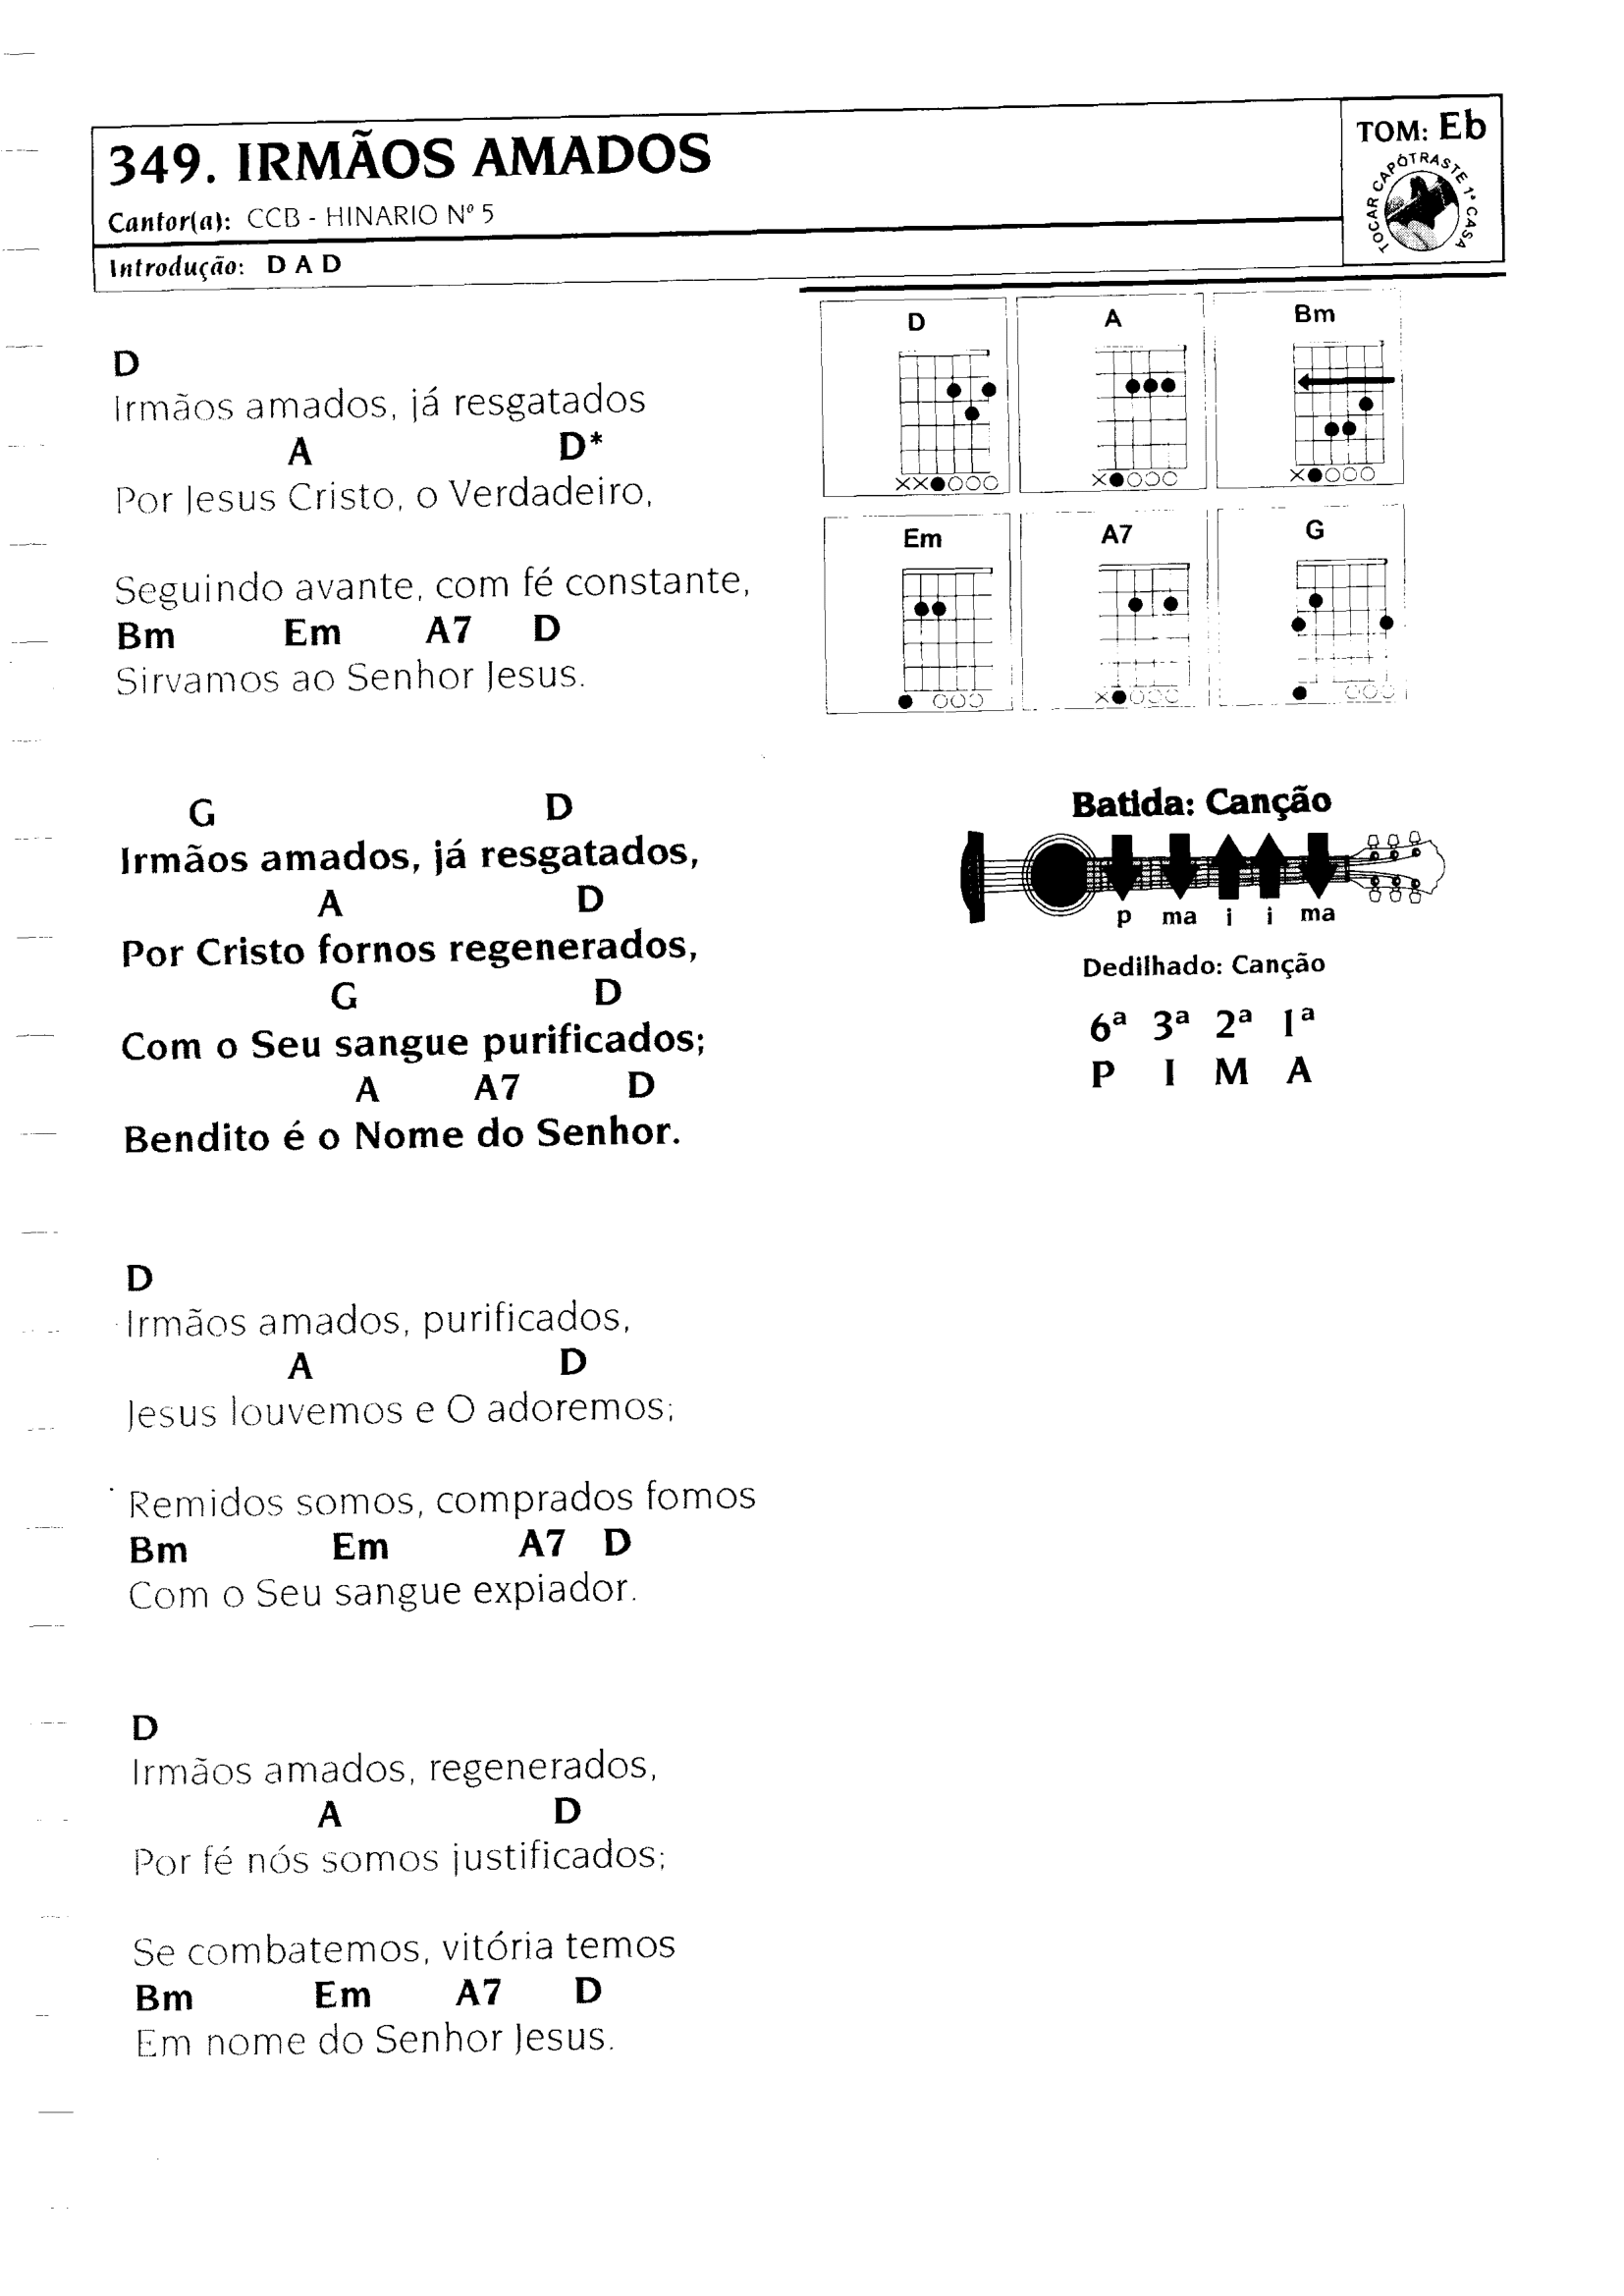 349. IRMÃOS AMADOS
Cantor(a): CCB - HINARIO Nº 5
Introdução: D A D
TOM: Eb
TOCAR CAPÔTRASTE 1ª CASA
D
Irmãos amados, já resgatados
A D*
Por Jesus Cristo, o Verdadeiro,
Seguindo avante, com fé constante,
Bm Em A7 D
Sirvamos ao Senhor Jesus.
G D
Irmãos amados, já resgatados,
A D
Por Cristo fornos regenerados,
G D
Com o Seu sangue purificados;
A A7 D
Bendito é o Nome do Senhor.
D
Irmãos amados, purificados,
A D
Jesus louvemos e O adoremos;
Remidos somos, comprados fomos
Bm Em A7 D
Com o Seu sangue expiador.
D
Irmãos amados, regenerados,
A D
Por fé nós somos justificados;
Se combatemos, vitória temos
Bm Em A7 D
Em nome do Senhor Jesus.
D A Bm
Em A7 G
Batida: Canção
p ma i i ma
Dedilhado: Canção
6ª 3ª 2ª 1ª
P I M A